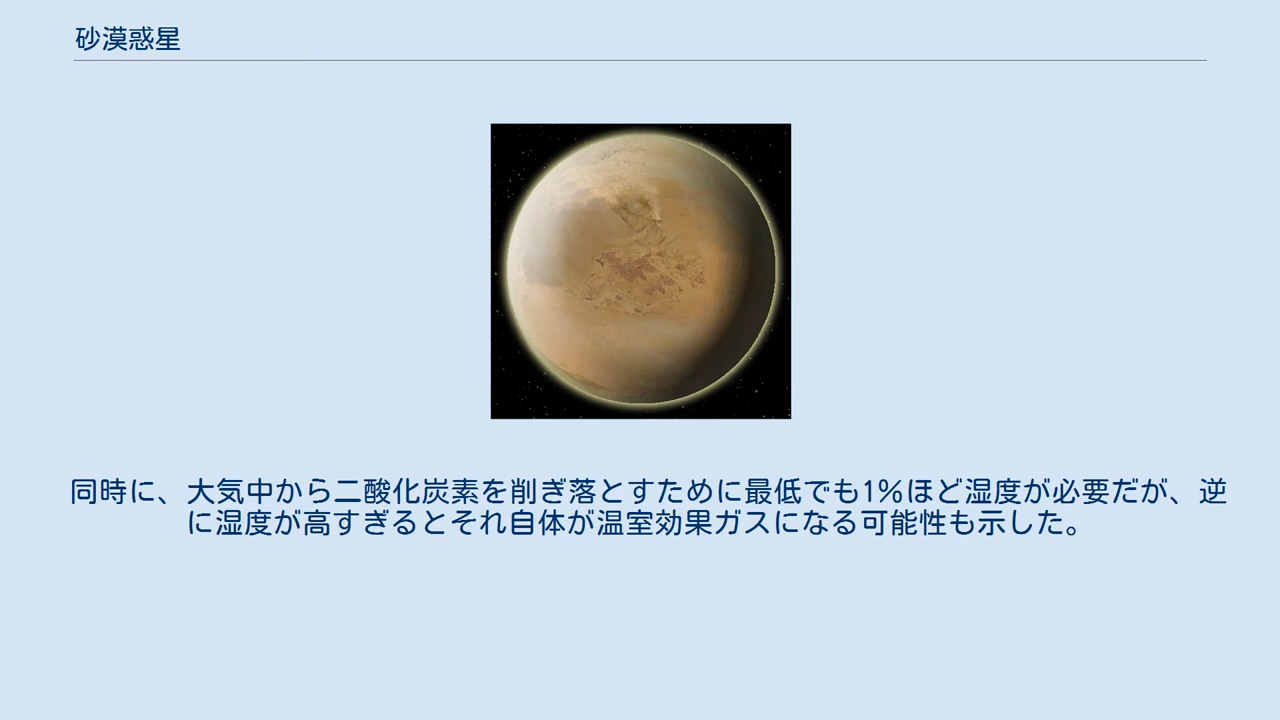 砂漠惑星
同時に、大気中から二酸化炭素を削ぎ落とすために最低でも1%ほど湿度が必要だが、逆
に湿度が高すぎるとそれ自体が温室効果ガスになる可能性も示した。